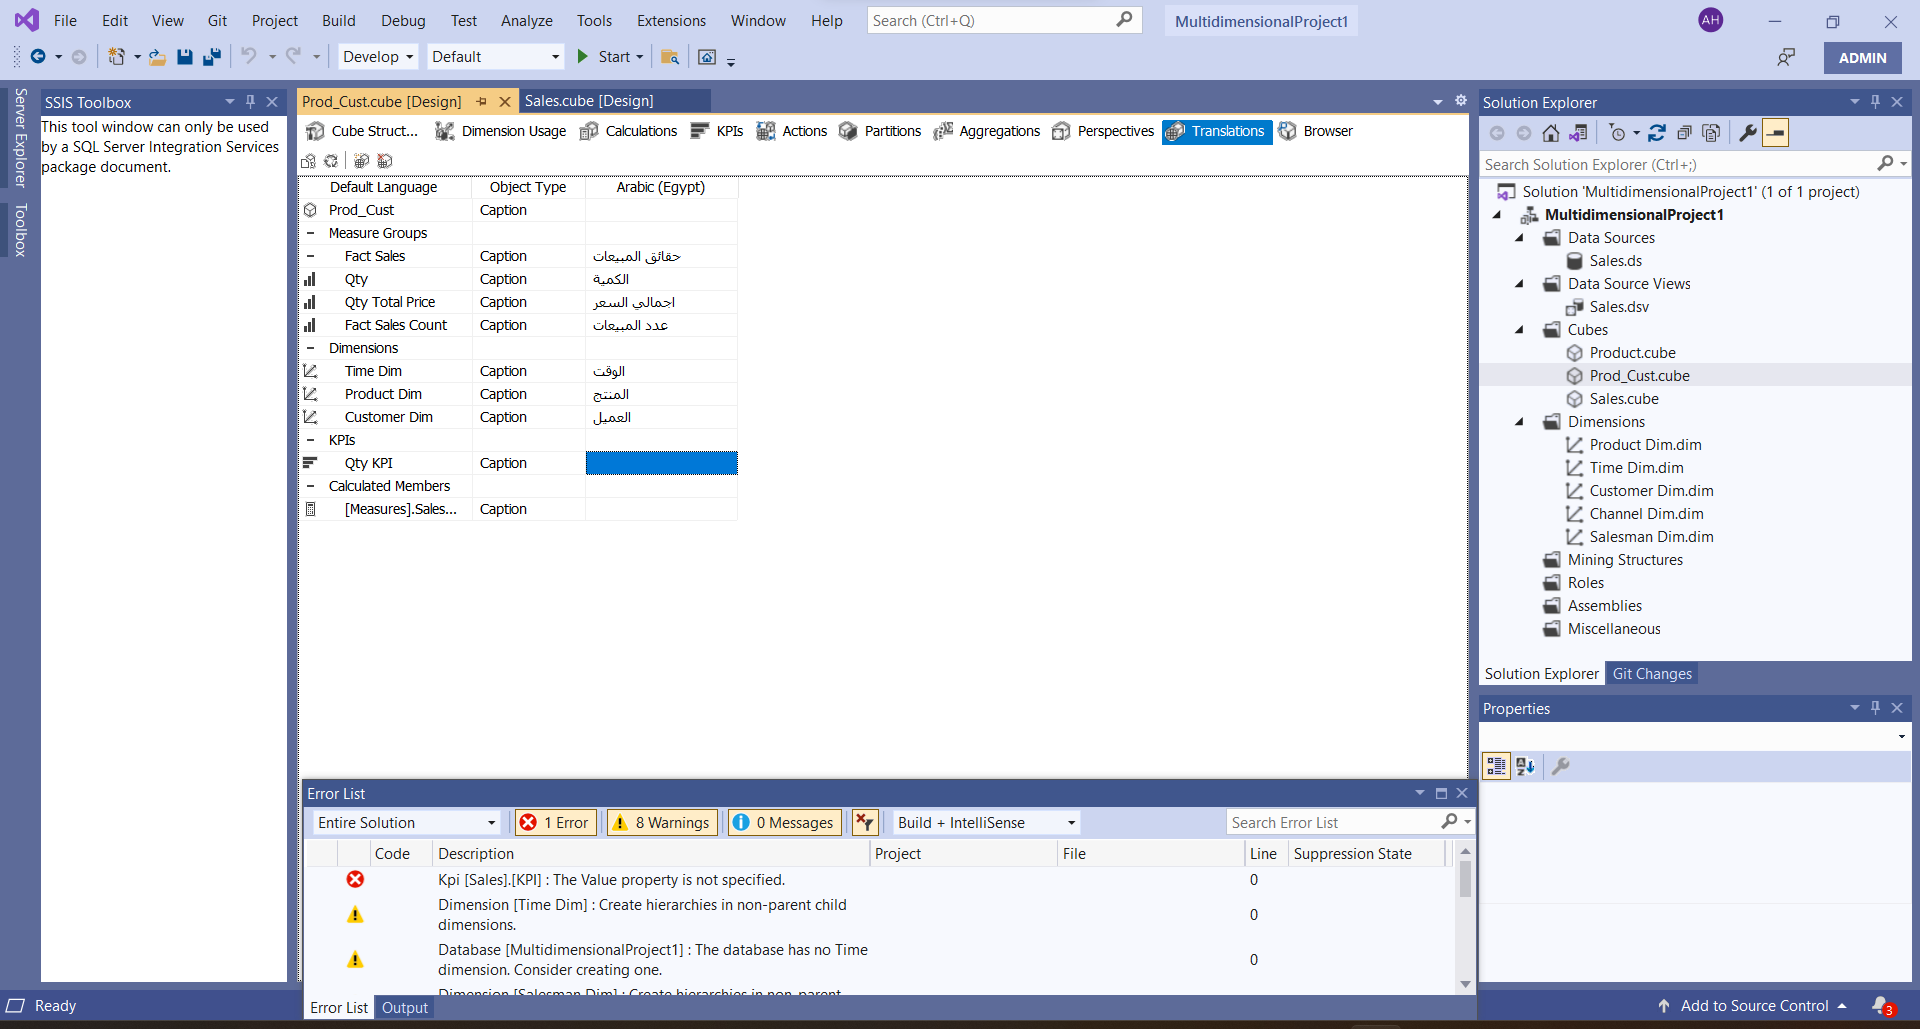 File Edit View Git Project Build Debug Test Analyze Tools Extensions Window Help Search (Ctrl+Q) MultidimensionalProject1 AH
Develop Default Start ADMIN
Server Explorer
Toolbox
SSIS Toolbox
This tool window can only be used
by a SQL Server Integration Services
package document.
Prod_Cust.cube [Design] Sales.cube [Design]
Cube Struct... Dimension Usage Calculations KPIs Actions Partitions Aggregations Perspectives Translations Browser
Default Language Object Type Arabic (Egypt)
Prod_Cust Caption
Measure Groups
Fact Sales Caption حقائق المبيعات
Qty Caption الكمية
Qty Total Price Caption اجمالي السعر
Fact Sales Count Caption عدد المبيعات
Dimensions
Time Dim Caption الوقت
Product Dim Caption المنتج
Customer Dim Caption العميل
KPIs
Qty KPI Caption
Calculated Members
[Measures].Sales... Caption
Error List
Entire Solution 1 Error 8 Warnings 0 Messages Build + IntelliSense Search Error List
Code Description Project File Line Suppression State
Kpi [Sales].[KPI] : The Value property is not specified. 0
Dimension [Time Dim] : Create hierarchies in non-parent child
dimensions. 0
Database [MultidimensionalProject1] : The database has no Time
dimension. Consider creating one. 0
Dimension [Salesman Dim] : Create hierarchies in non-parent
Error List Output
Solution Explorer
Search Solution Explorer (Ctrl+;)
Solution 'MultidimensionalProject1' (1 of 1 project)
MultidimensionalProject1
Data Sources
Sales.ds
Data Source Views
Sales.dsv
Cubes
Product.cube
Prod_Cust.cube
Sales.cube
Dimensions
Product Dim.dim
Time Dim.dim
Customer Dim.dim
Channel Dim.dim
Salesman Dim.dim
Mining Structures
Roles
Assemblies
Miscellaneous
Solution Explorer Git Changes
Properties
Ready Add to Source Control 3